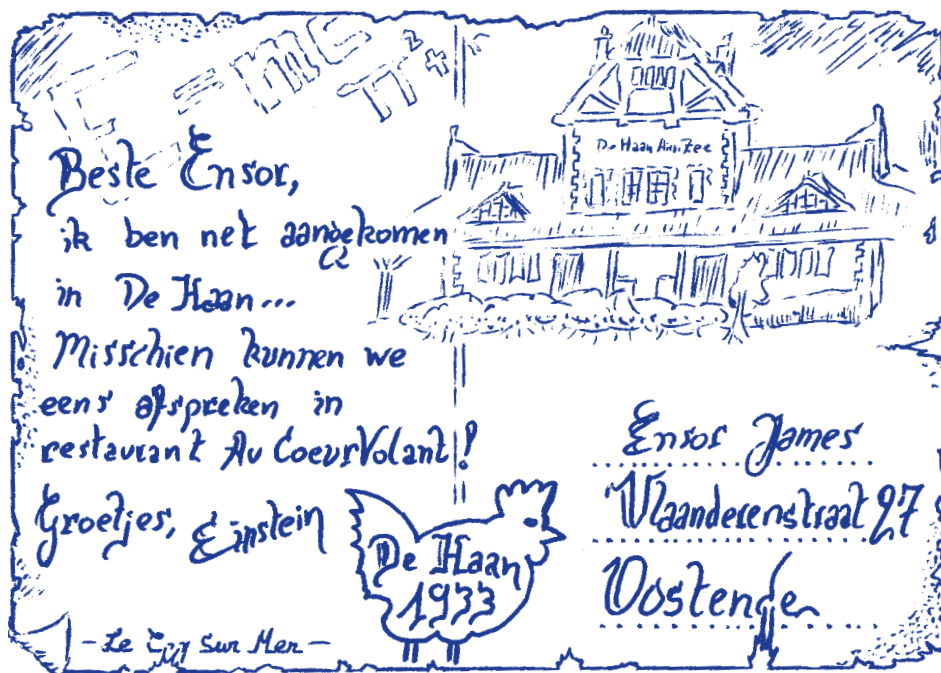 E = mc² 
π +
De Haan Aan Zee
Beste Ensor,
ik ben net aangekomen
in De Haan...
Misschien kunnen we
eens afspreken in
restaurant Au Coeur Volant!
Groetjes, Einstein
De Haan
1933
- Le Coq Sur Mer -
Ensor James
Vlaanderenstraat 27
Oostende